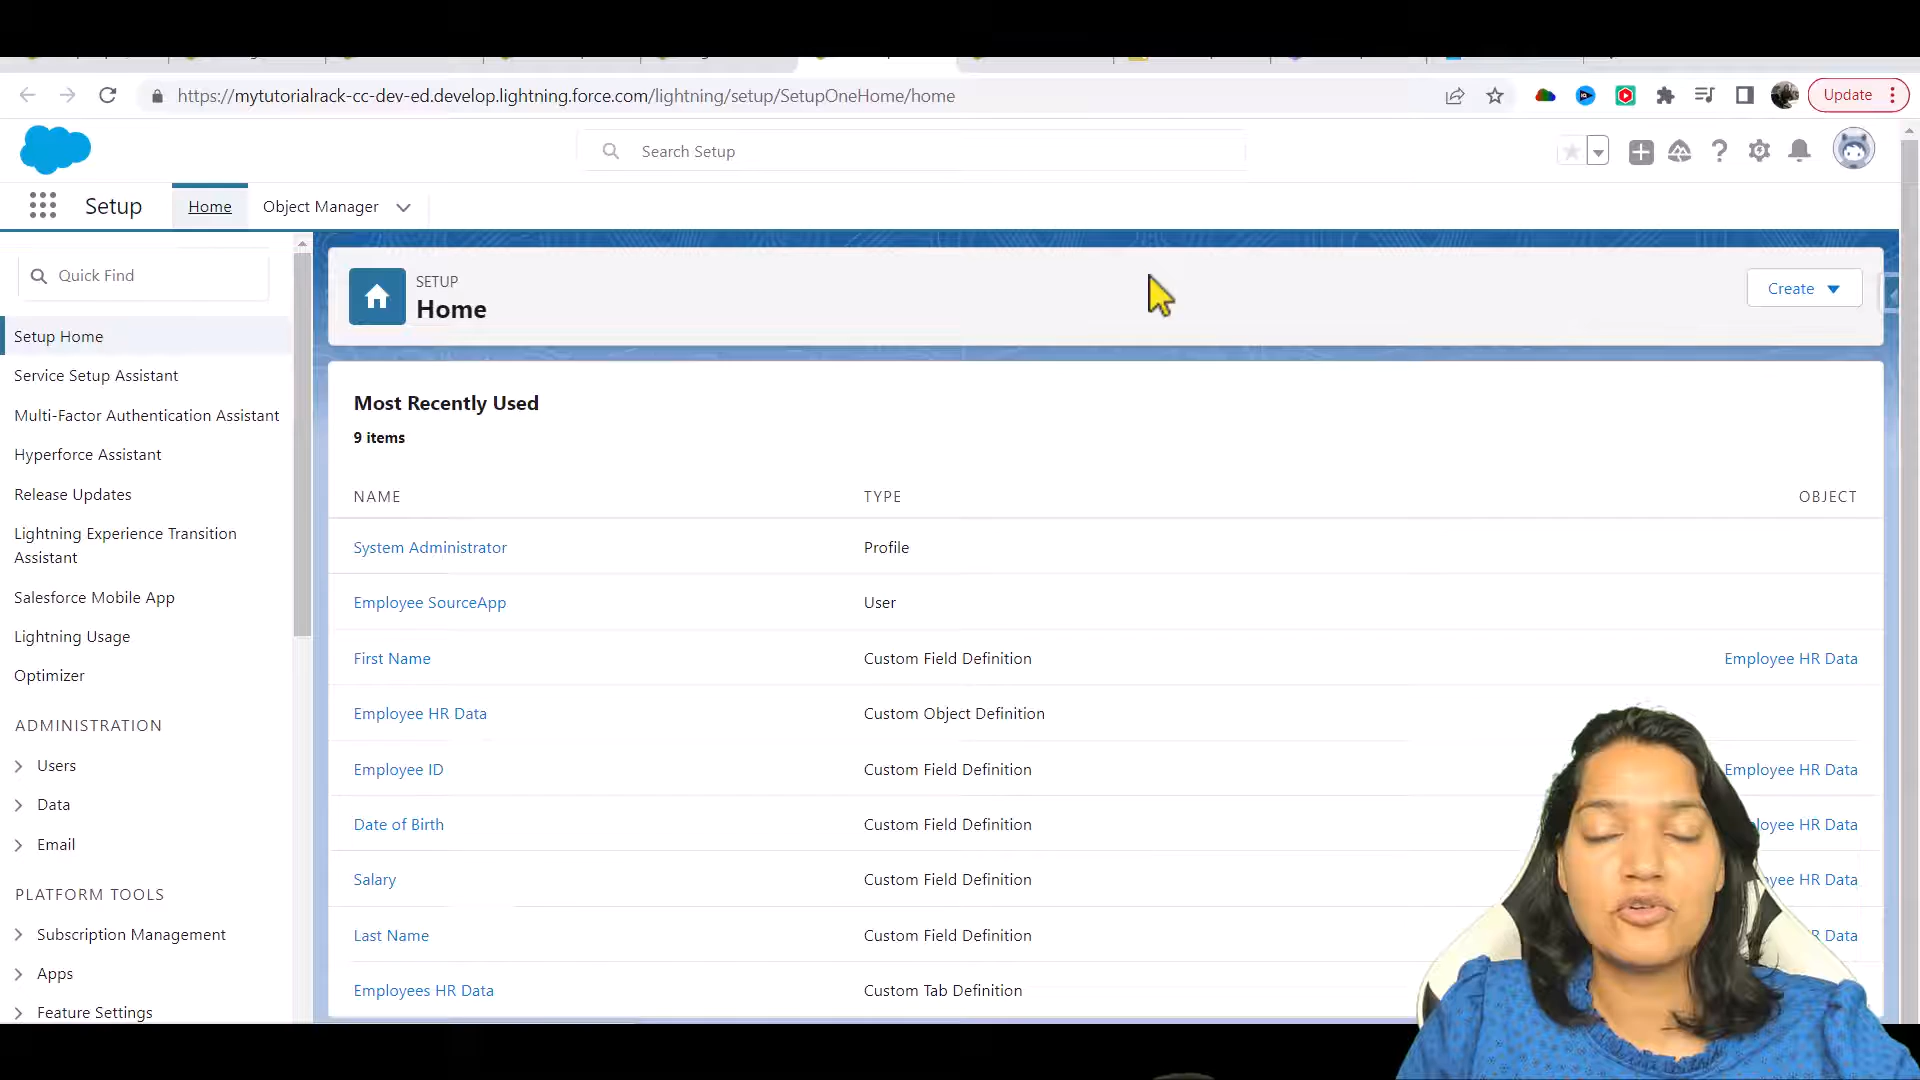 https://mytutorialrack-cc-dev-ed.develop.lightning.force.com/lightning/setup/SetupOneHome/home
Update
Search Setup
Setup
Home
Object Manager
Quick Find
Setup Home
Service Setup Assistant
Multi-Factor Authentication Assistant
Hyperforce Assistant
Release Updates
Lightning Experience Transition
Assistant
Salesforce Mobile App
Lightning Usage
Optimizer
ADMINISTRATION
Users
Data
Email
PLATFORM TOOLS
Subscription Management
Apps
Feature Settings
SETUP
Home
Create
Most Recently Used
9 items
NAME TYPE OBJECT
System Administrator Profile
Employee SourceApp User
First Name Custom Field Definition Employee HR Data
Employee HR Data Custom Object Definition
Employee ID Custom Field Definition Employee HR Data
Date of Birth Custom Field Definition HR Data
Salary Custom Field Definition HR Data
Last Name Custom Field Definition Data
Employees HR Data Custom Tab Definition